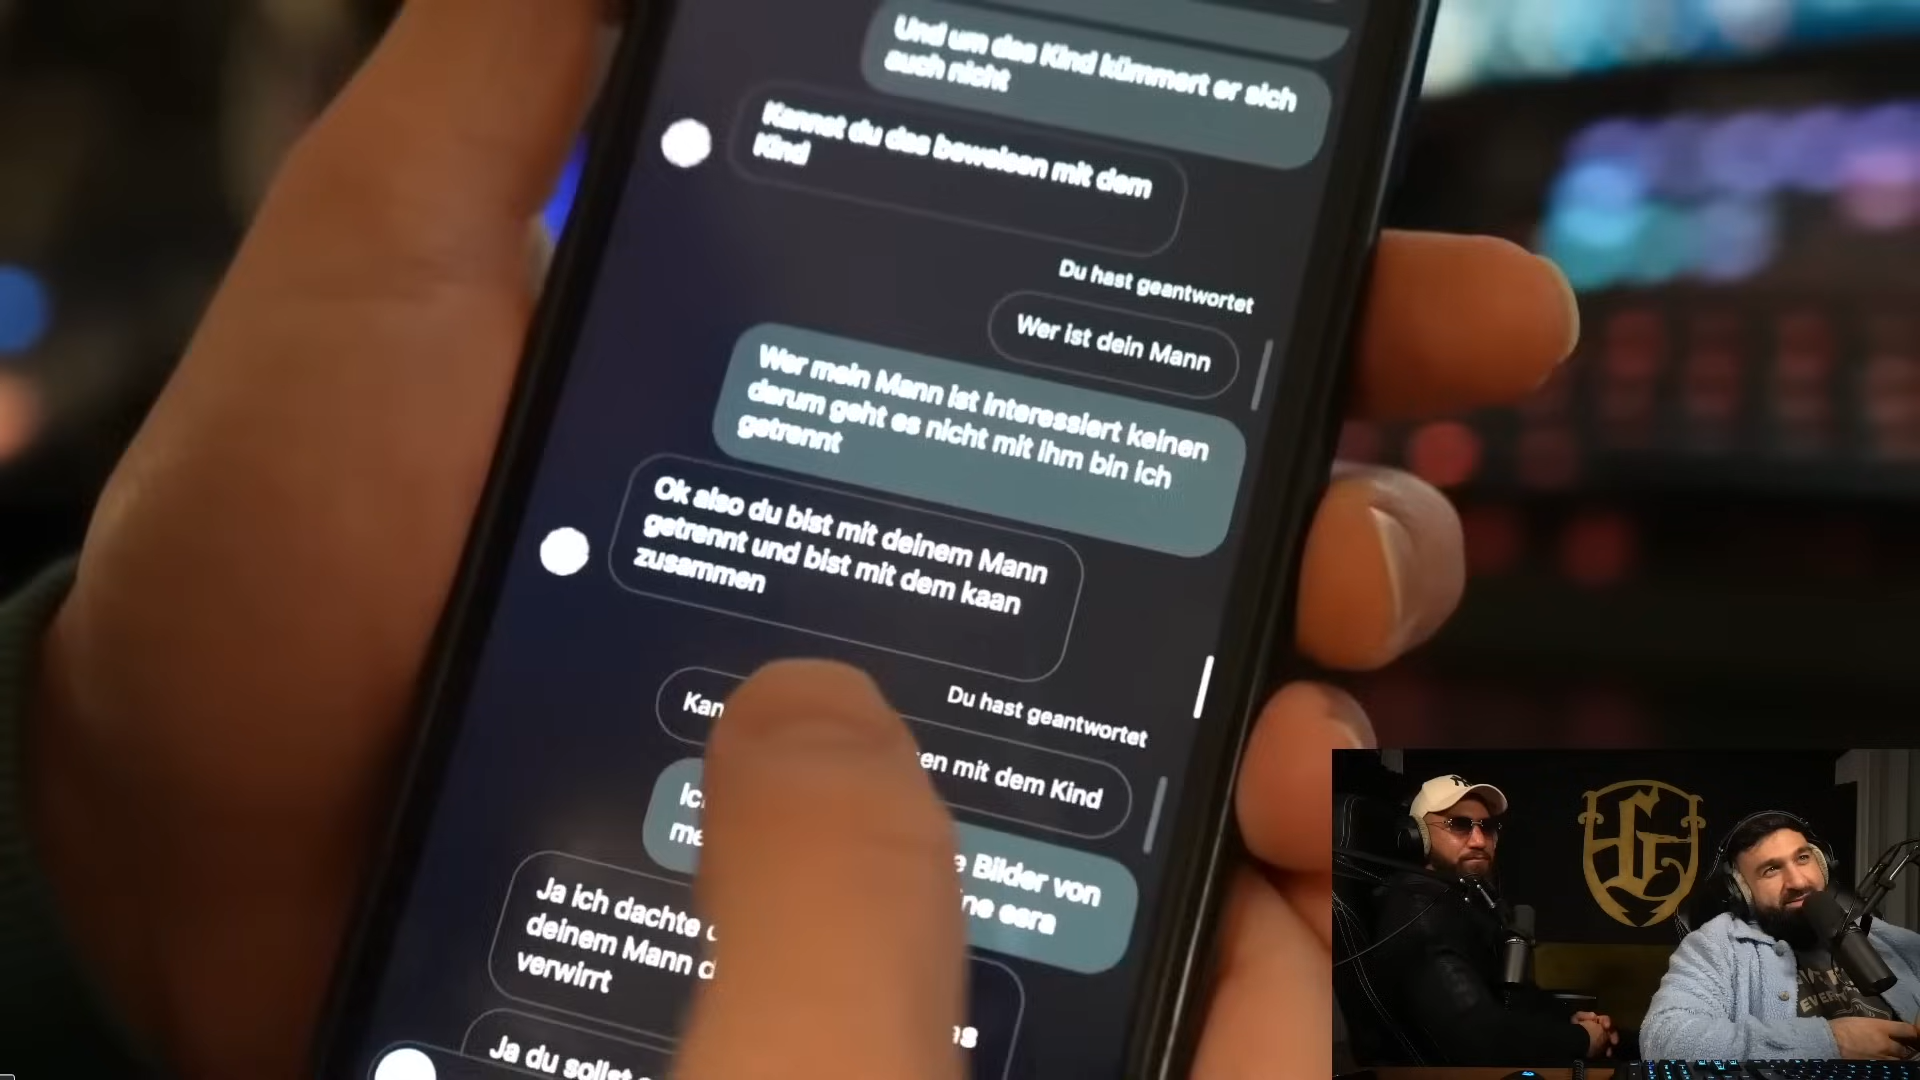 Und um das Kind kümmert er sich
auch nicht
Kannst du das beweisen mit dem
Kind
Du hast geantwortet
Wer ist dein Mann
Wer mein Mann ist interessiert keinen
darum geht es nicht mit ihm bin ich
getrennt
Ok also du bist mit deinem Mann
getrennt und bist mit dem kaan
zusammen
Du hast geantwortet
mit dem Kind
Bilder von
esra
Ja ich dachte
deinem Mann
verwirrt
Ja du sollst